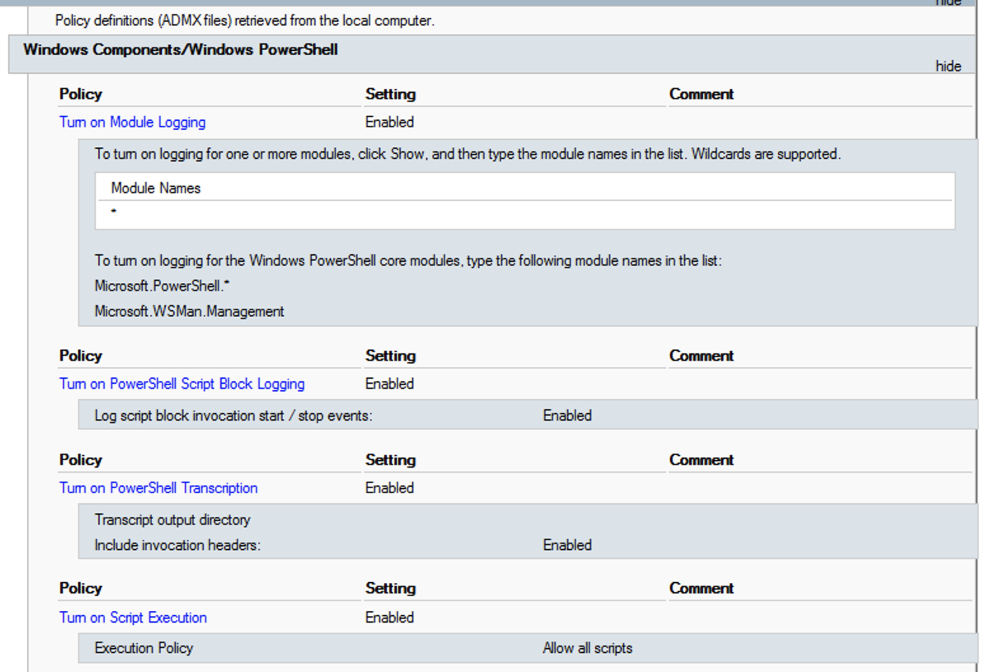 hide
Policy definitions (ADMX files) retrieved from the local computer.
Windows Components/Windows PowerShell
hide
Policy Setting Comment
Turn on Module Logging Enabled
To turn on logging for one or more modules, click Show, and then type the module names in the list. Wildcards are supported.
Module Names
*
To turn on logging for the Windows PowerShell core modules, type the following module names in the list:
Microsoft.PowerShell.*
Microsoft.WSMan.Management
Policy Setting Comment
Turn on PowerShell Script Block Logging Enabled
Log script block invocation start / stop events: Enabled
Policy Setting Comment
Turn on PowerShell Transcription Enabled
Transcript output directory
Include invocation headers: Enabled
Policy Setting Comment
Turn on Script Execution Enabled
Execution Policy Allow all scripts